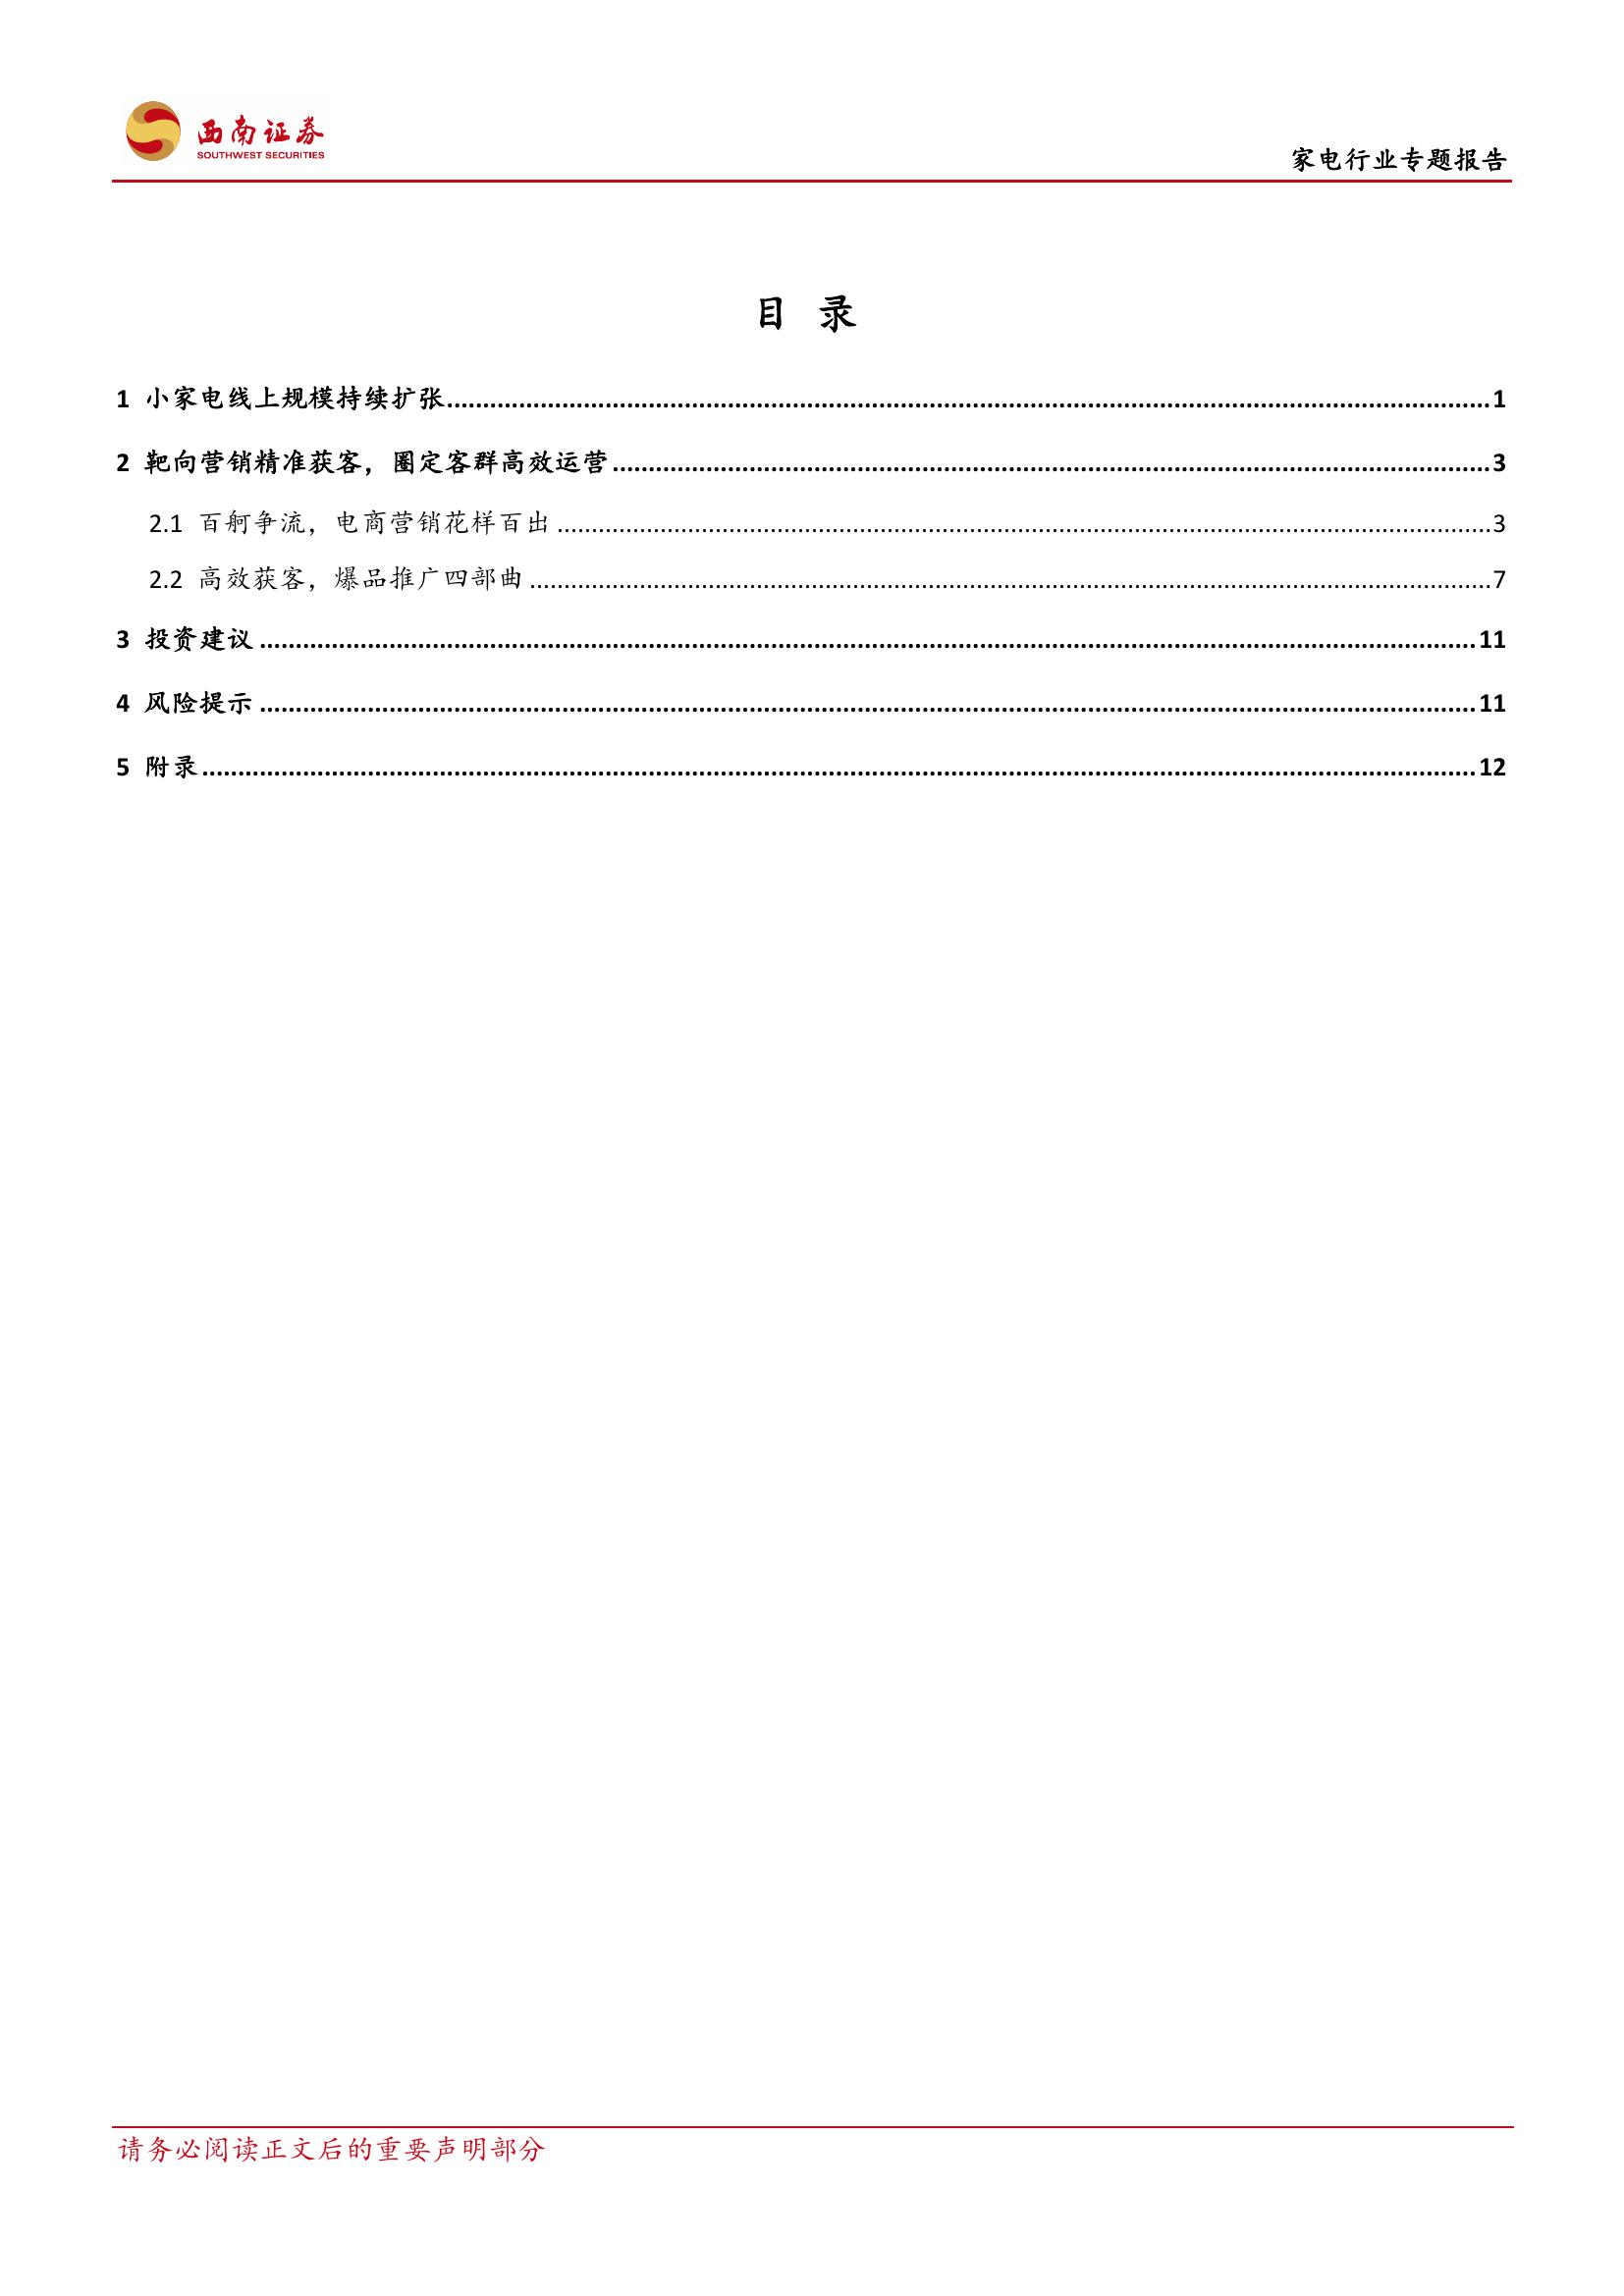 西南证券
SOUTHWEST SECURITIES
家电行业专题报告
目 录
1 小家电线上规模持续扩张........................1
2 靶向营销精准获客，圈定客群高效运营........................3
2.1 百舸争流，电商营销花样百出........................3
2.2 高效获客，爆品推广四部曲........................7
3 投资建议........................11
4 风险提示........................11
5 附录........................12
请务必阅读正文后的重要声明部分